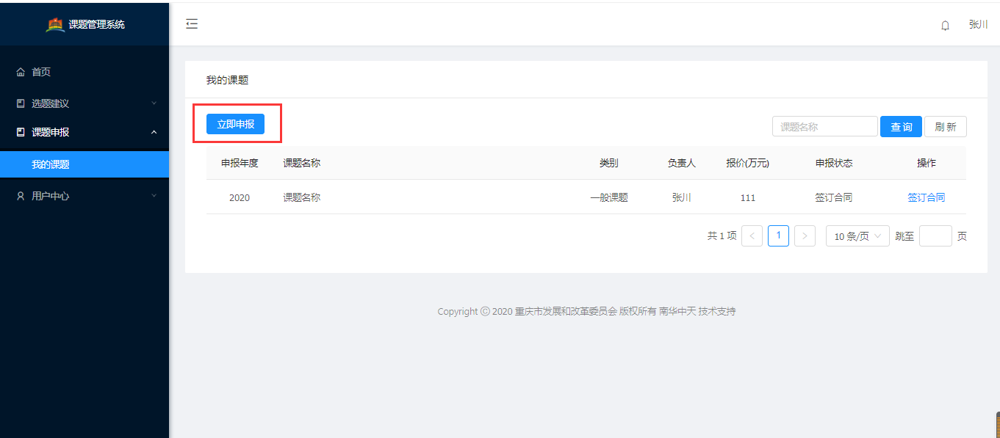 课题管理系统
张川
首页
选题建议
课题申报
我的课题
用户中心
我的课题
立即申报
课题名称 查 询 刷 新
申报年度 课题名称 类别 负责人 报价(万元) 申报状态 操作
2020 课题名称 一般课题 张川 111 签订合同 签订合同
共 1 项 < 1 > 10 条/页 跳至 页
Copyright © 2020 重庆市发展和改革委员会 版权所有 南华中天 技术支持